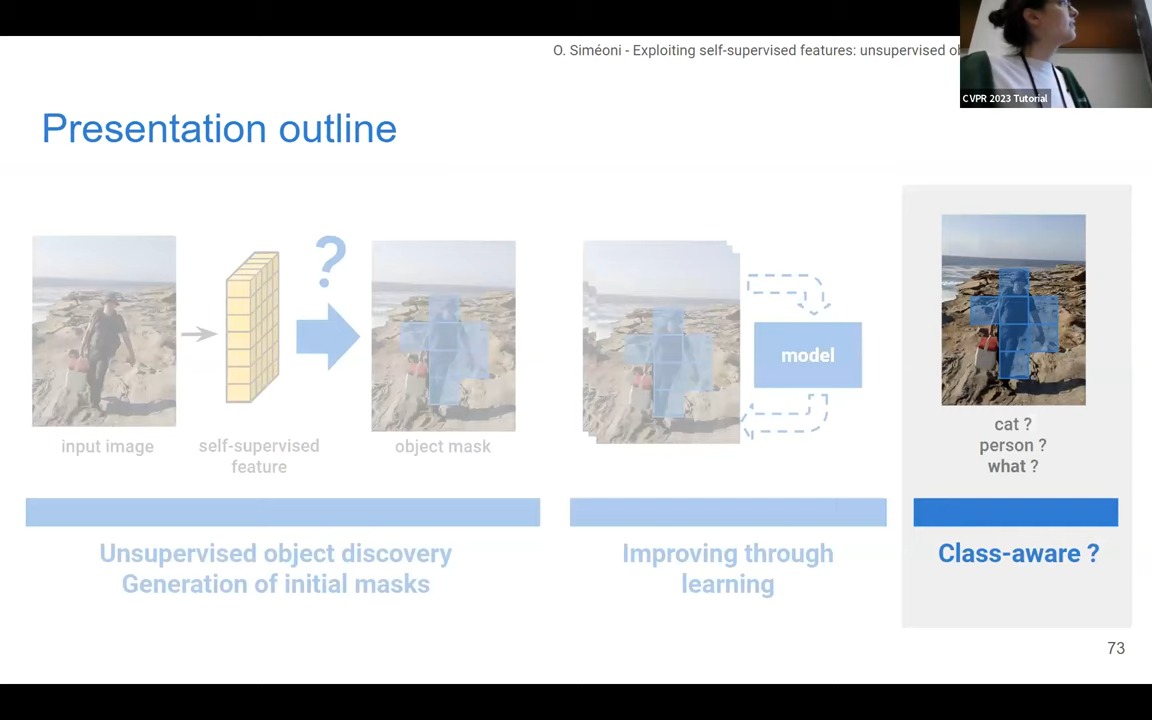 O. Siméoni - Exploiting self-supervised features: unsupervised
CVPR 2023 Tutorial
Presentation outline
?
model
input image
self-supervised
feature
object mask
cat ?
person ?
what ?
Unsupervised object discovery
Generation of initial masks
Improving through
learning
Class-aware ?
73